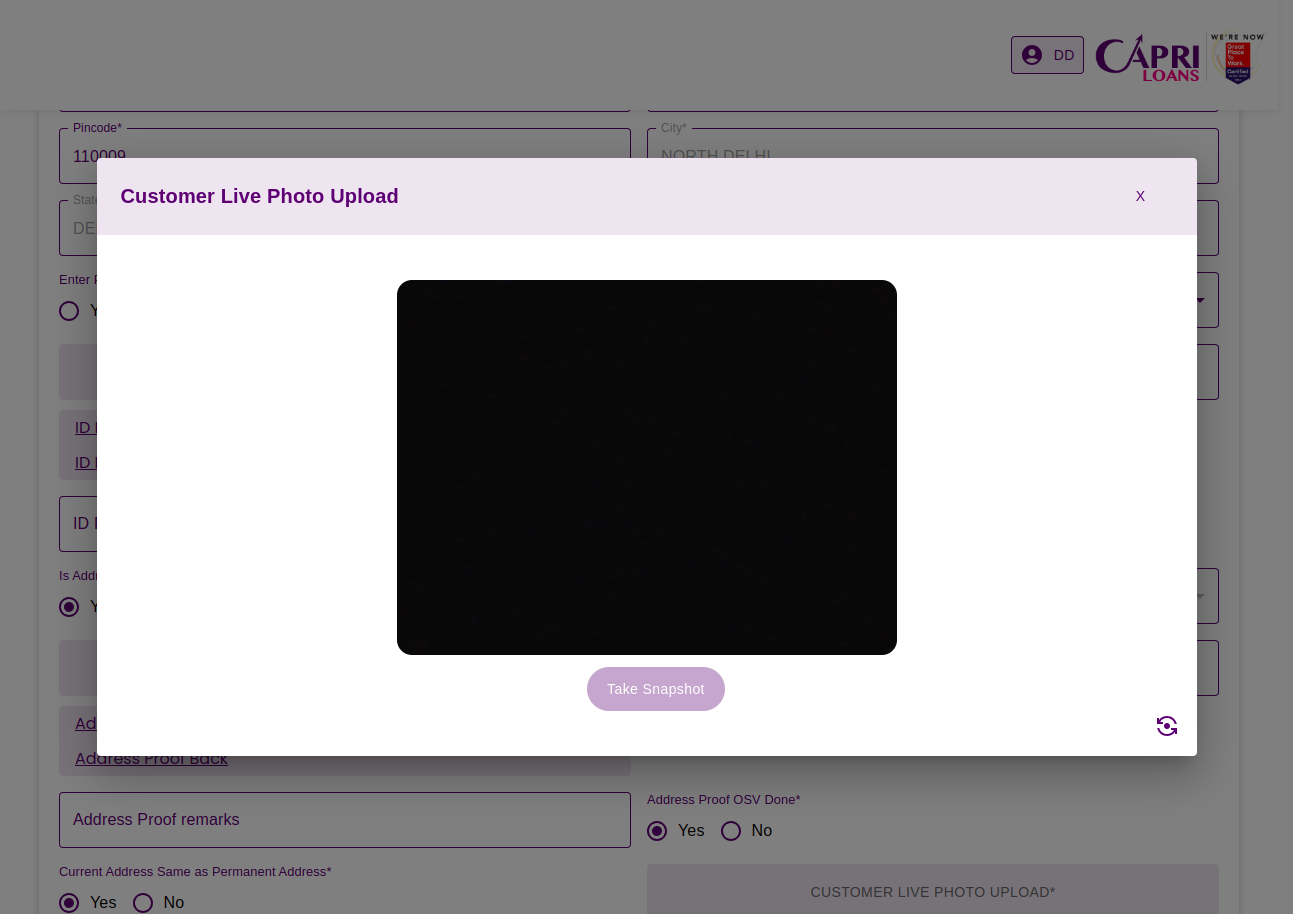 DD
CAPRI
LOANS
WE'RE NOW
Great
Place
To
Work.
Certified
Pincode*
City*
110009
NORTH DELHI
Customer Live Photo Upload
X
State
DE
Enter
ID
ID
ID
Is Addr
Take Snapshot
Ad
Address Proof Back
Address Proof remarks
Address Proof OSV Done*
Yes
No
Current Address Same as Permanent Address*
Yes
No
CUSTOMER LIVE PHOTO UPLOAD*